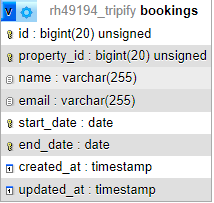 V rh49194_tripify bookings
id : bigint(20) unsigned
property_id : bigint(20) unsigned
name : varchar(255)
email : varchar(255)
start_date : date
end_date : date
created_at : timestamp
updated_at : timestamp